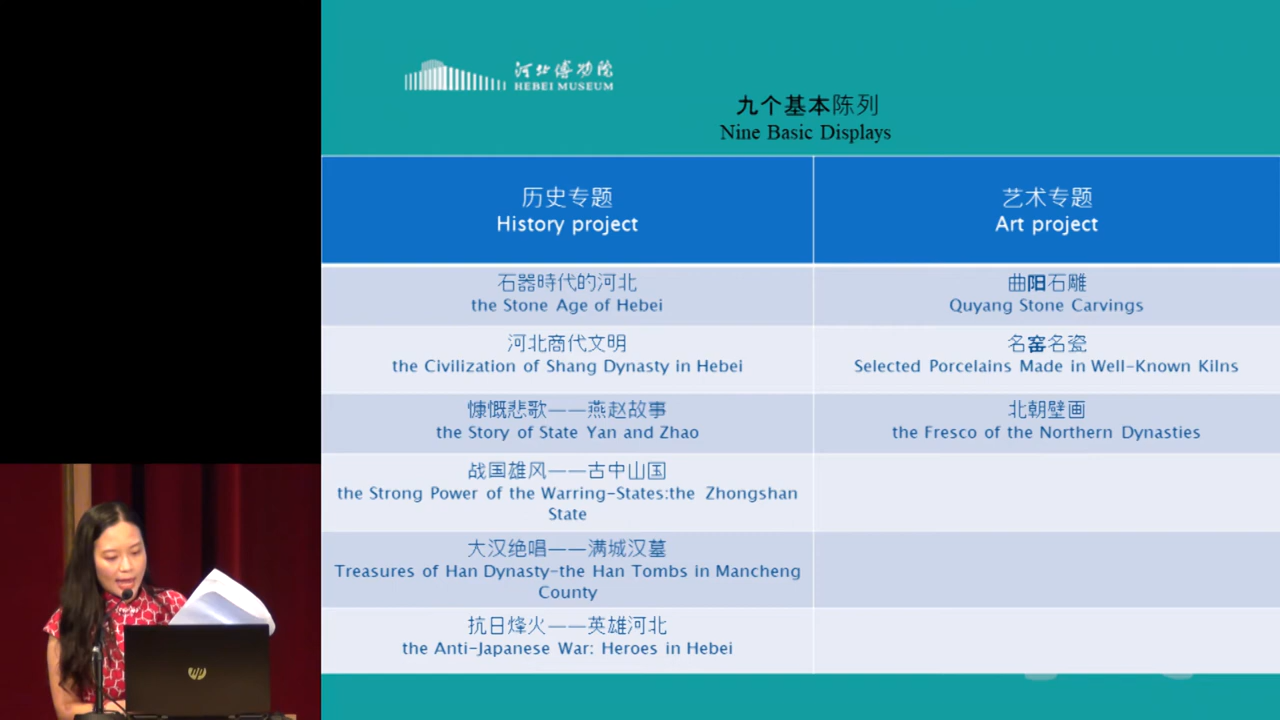 河北博物院
HEBEI MUSEUM
九个基本陈列
Nine Basic Displays
历史专题
History project
艺术专题
Art project
石器時代的河北
the Stone Age of Hebei
曲阳石雕
Quyang Stone Carvings
河北商代文明
the Civilization of Shang Dynasty in Hebei
名窑名瓷
Selected Porcelains Made in Well-Known Kilns
慷慨悲歌——燕赵故事
the Story of State Yan and Zhao
北朝壁画
the Fresco of the Northern Dynasties
战国雄风——古中山国
the Strong Power of the Warring-States:the Zhongshan
State
大汉绝唱——满城汉墓
Treasures of Han Dynasty-the Han Tombs in Mancheng
County
抗日烽火——英雄河北
the Anti-Japanese War: Heroes in Hebei
hp